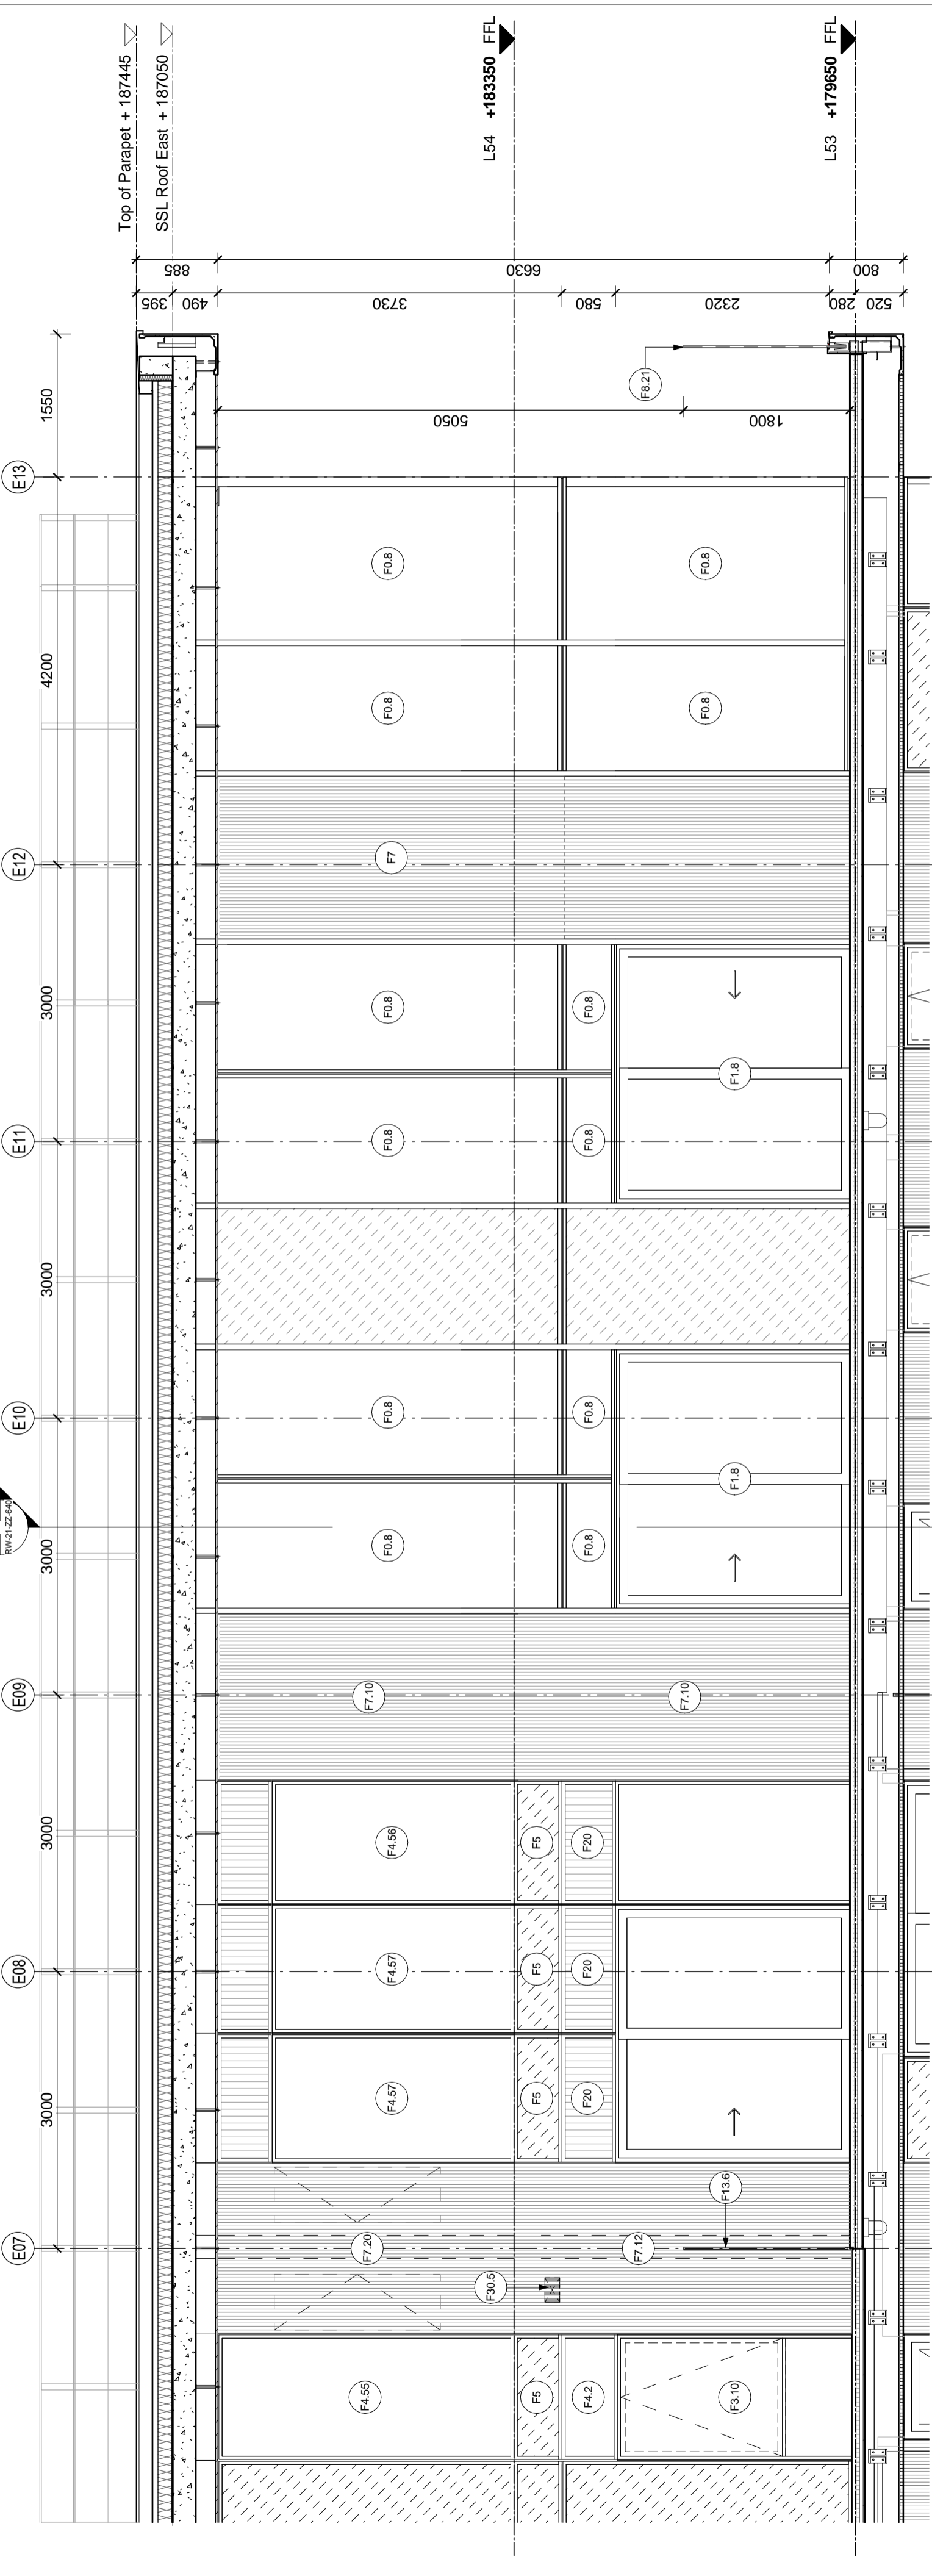 Top of Parapet + 187445
SSL Roof East + 187050
L54 +183350 FFL
L53 +179650 FFL
885
6630
800
395
490
3730
580
2320
280
520
1550
4200
3000
3000
3000
3000
3000
E13
E12
E11
E10
E09
E08
E07
RW-21-ZZ-640
5050
1800
F8.21
F0.8
F0.8
F0.8
F0.8
F7
F0.8
F0.8
F1.8
F0.8
F0.8
F0.8
F0.8
F1.8
F0.8
F0.8
F7.10
F7.10
F4.56
F5
F20
F4.57
F5
F20
F4.57
F5
F20
F13.6
F7.20
F7.12
F30.5
F4.55
F5
F4.2
F3.10